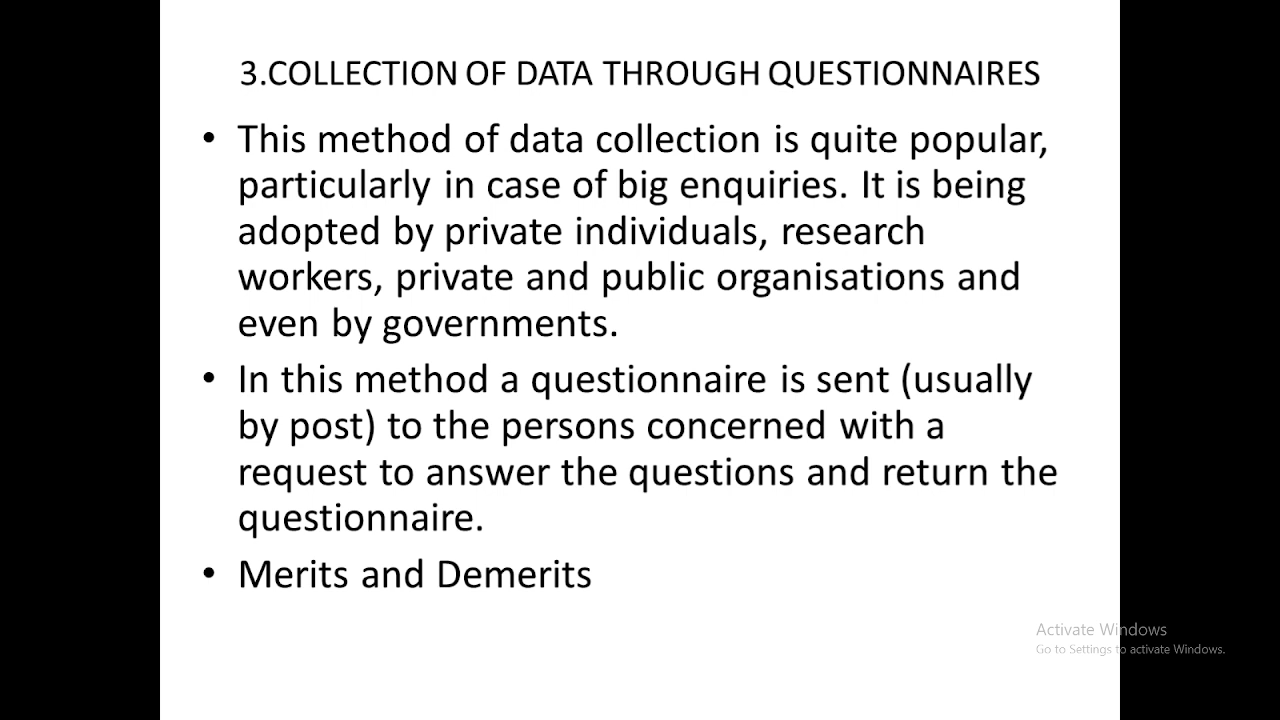 3.COLLECTION OF DATA THROUGH QUESTIONNAIRES
• This method of data collection is quite popular,
particularly in case of big enquiries. It is being
adopted by private individuals, research
workers, private and public organisations and
even by governments.
• In this method a questionnaire is sent (usually
by post) to the persons concerned with a
request to answer the questions and return the
questionnaire.
• Merits and Demerits
Activate Windows
Go to Settings to activate Windows.